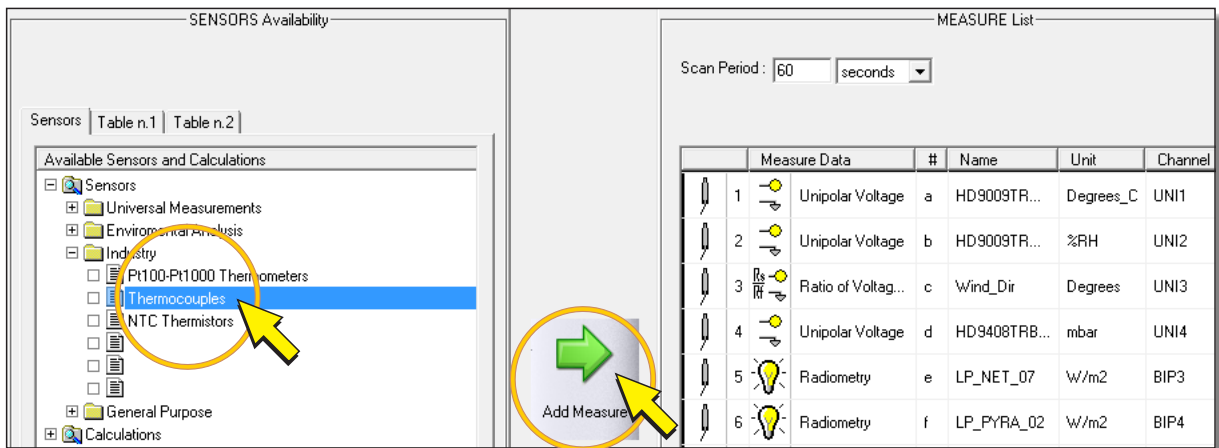 SENSORS Availability
Sensors Table n.1 Table n.2
Available Sensors and Calculations
Sensors
Universal Measurements
Enviromental Analysis
Industry
Pt100-Pt1000 Thermometers
Thermocouples
NTC Thermistors
General Purpose
Calculations
Add Measure
MEASURE List
Scan Period : 60 seconds
Measure Data # Name Unit Channel
1 Unipolar Voltage a HD9009TR... Degrees_C UNI1
2 Unipolar Voltage b HD9009TR... %RH UNI2
3 Rs Rf Ratio of Voltag... c Wind_Dir Degrees UNI3
4 Unipolar Voltage d HD9408TRB... mbar UNI4
5 Radiometry e LP_NET_07 W/m2 BIP3
6 Radiometry f LP_PYRA_02 W/m2 BIP4